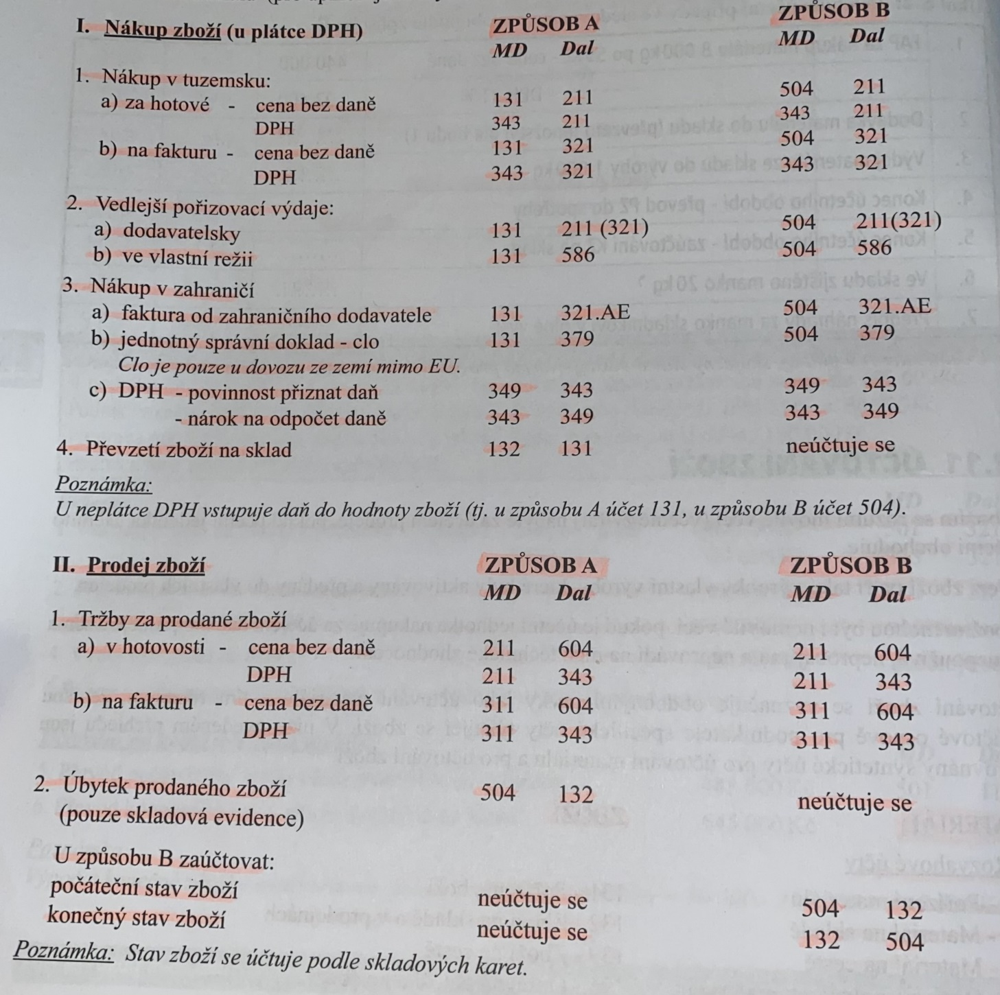 I. Nákup zboží (u plátce DPH) ZPŮSOB A ZPŮSOB B
MD Dal MD Dal
1. Nákup v tuzemsku:
a) za hotové - cena bez daně 131 211 504 211
DPH 343 211 343 211
b) na fakturu - cena bez daně 131 321 504 321
DPH 343 321 343 321
2. Vedlejší pořizovací výdaje:
a) dodavatelsky 131 211 (321) 504 211(321)
b) ve vlastní režii 131 586 504 586
3. Nákup v zahraničí
a) faktura od zahraničního dodavatele 131 321.AE 504 321.AE
b) jednotný správní doklad - clo 131 379 504 379
Clo je pouze u dovozu ze zemí mimo EU.
c) DPH - povinnost přiznat daň 349 343 349 343
- nárok na odpočet daně 343 349 343 349
4. Převzetí zboží na sklad 132 131 neúčtuje se
Poznámka:
U neplátce DPH vstupuje daň do hodnoty zboží (tj. u způsobu A účet 131, u způsobu B účet 504).
II. Prodej zboží ZPŮSOB A ZPŮSOB B
MD Dal MD Dal
1. Tržby za prodané zboží
a) v hotovosti - cena bez daně 211 604 211 604
DPH 211 343 211 343
b) na fakturu - cena bez daně 311 604 311 604
DPH 311 343 311 343
2. Úbytek prodaného zboží 504 132 neúčtuje se
(pouze skladová evidence)
U způsobu B zaúčtovat:
počáteční stav zboží neúčtuje se 504 132
konečný stav zboží neúčtuje se 132 504
Poznámka: Stav zboží se účtuje podle skladových karet.